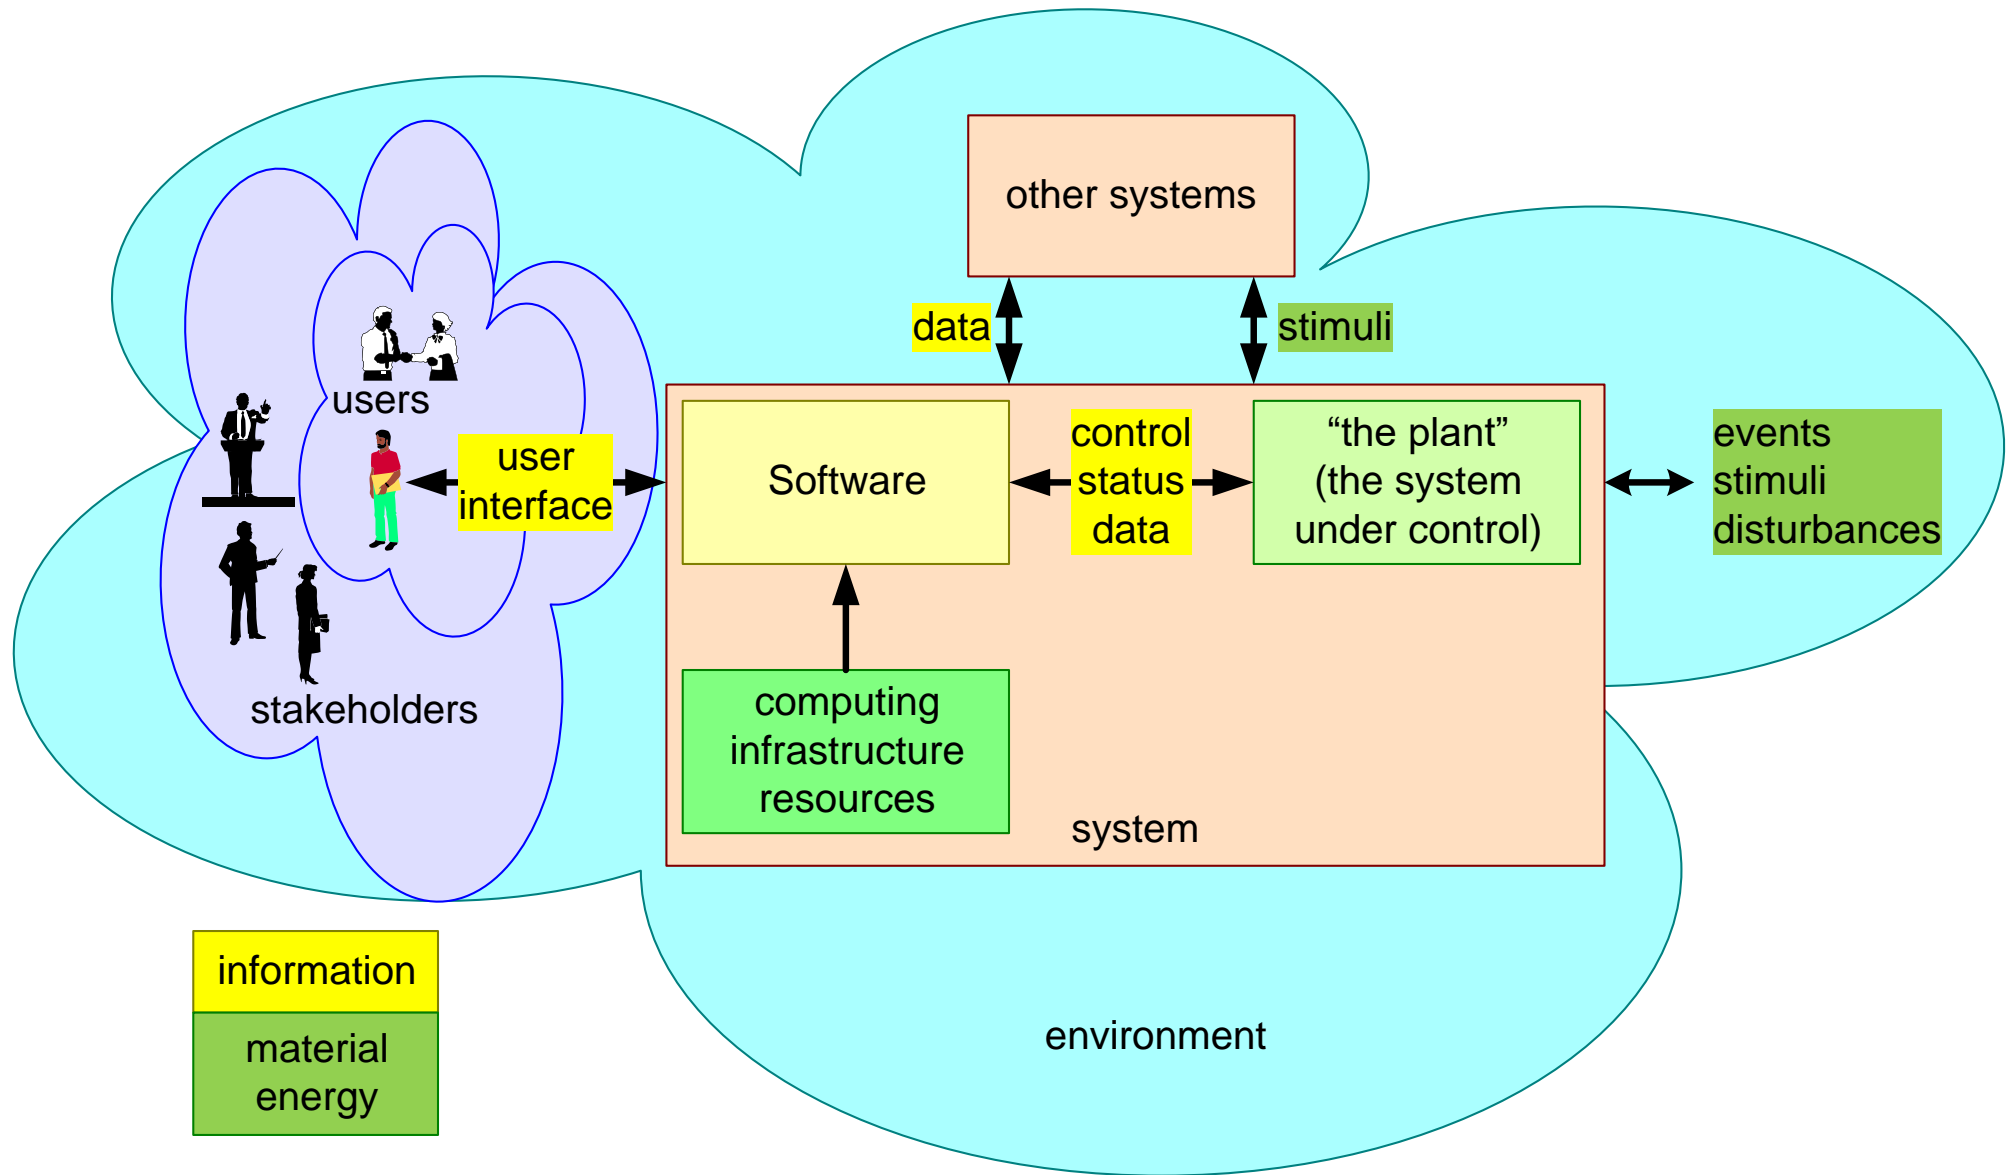 other systems
data
stimuli
users
user
interface
Software
control
status
data
“the plant”
(the system
under control)
events
stimuli
disturbances
stakeholders
computing
infrastructure
resources
system
information
material
energy
environment